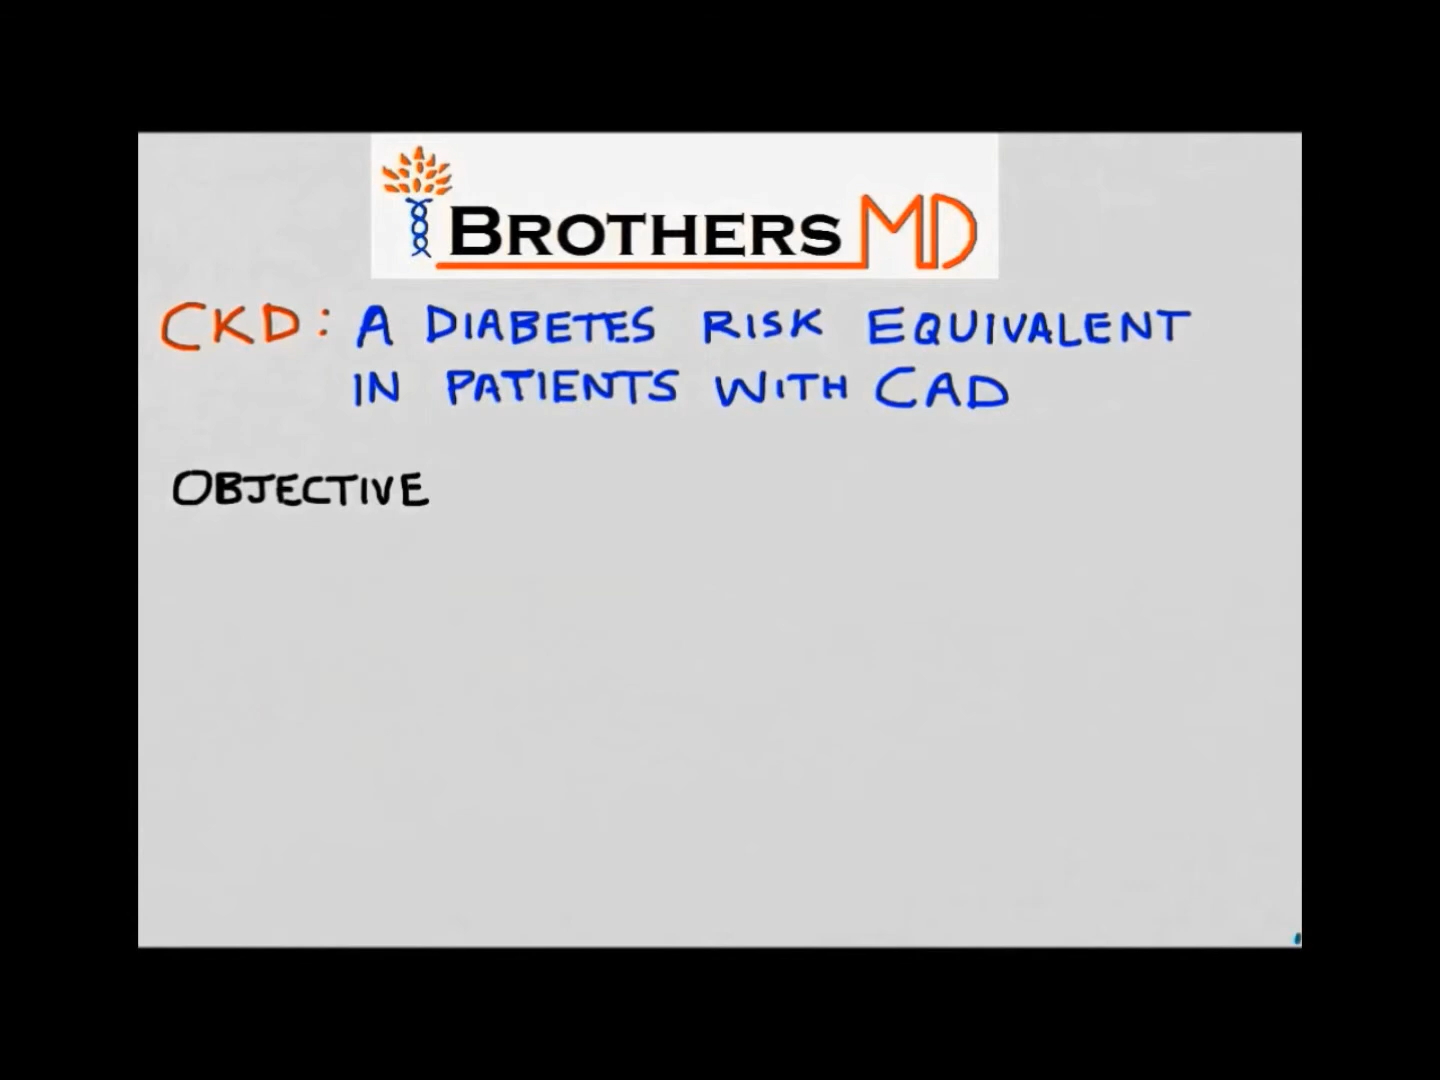 BROTHERS MD
CKD: A DIABETES RISK EQUIVALENT
IN PATIENTS WITH CAD
OBJECTIVE